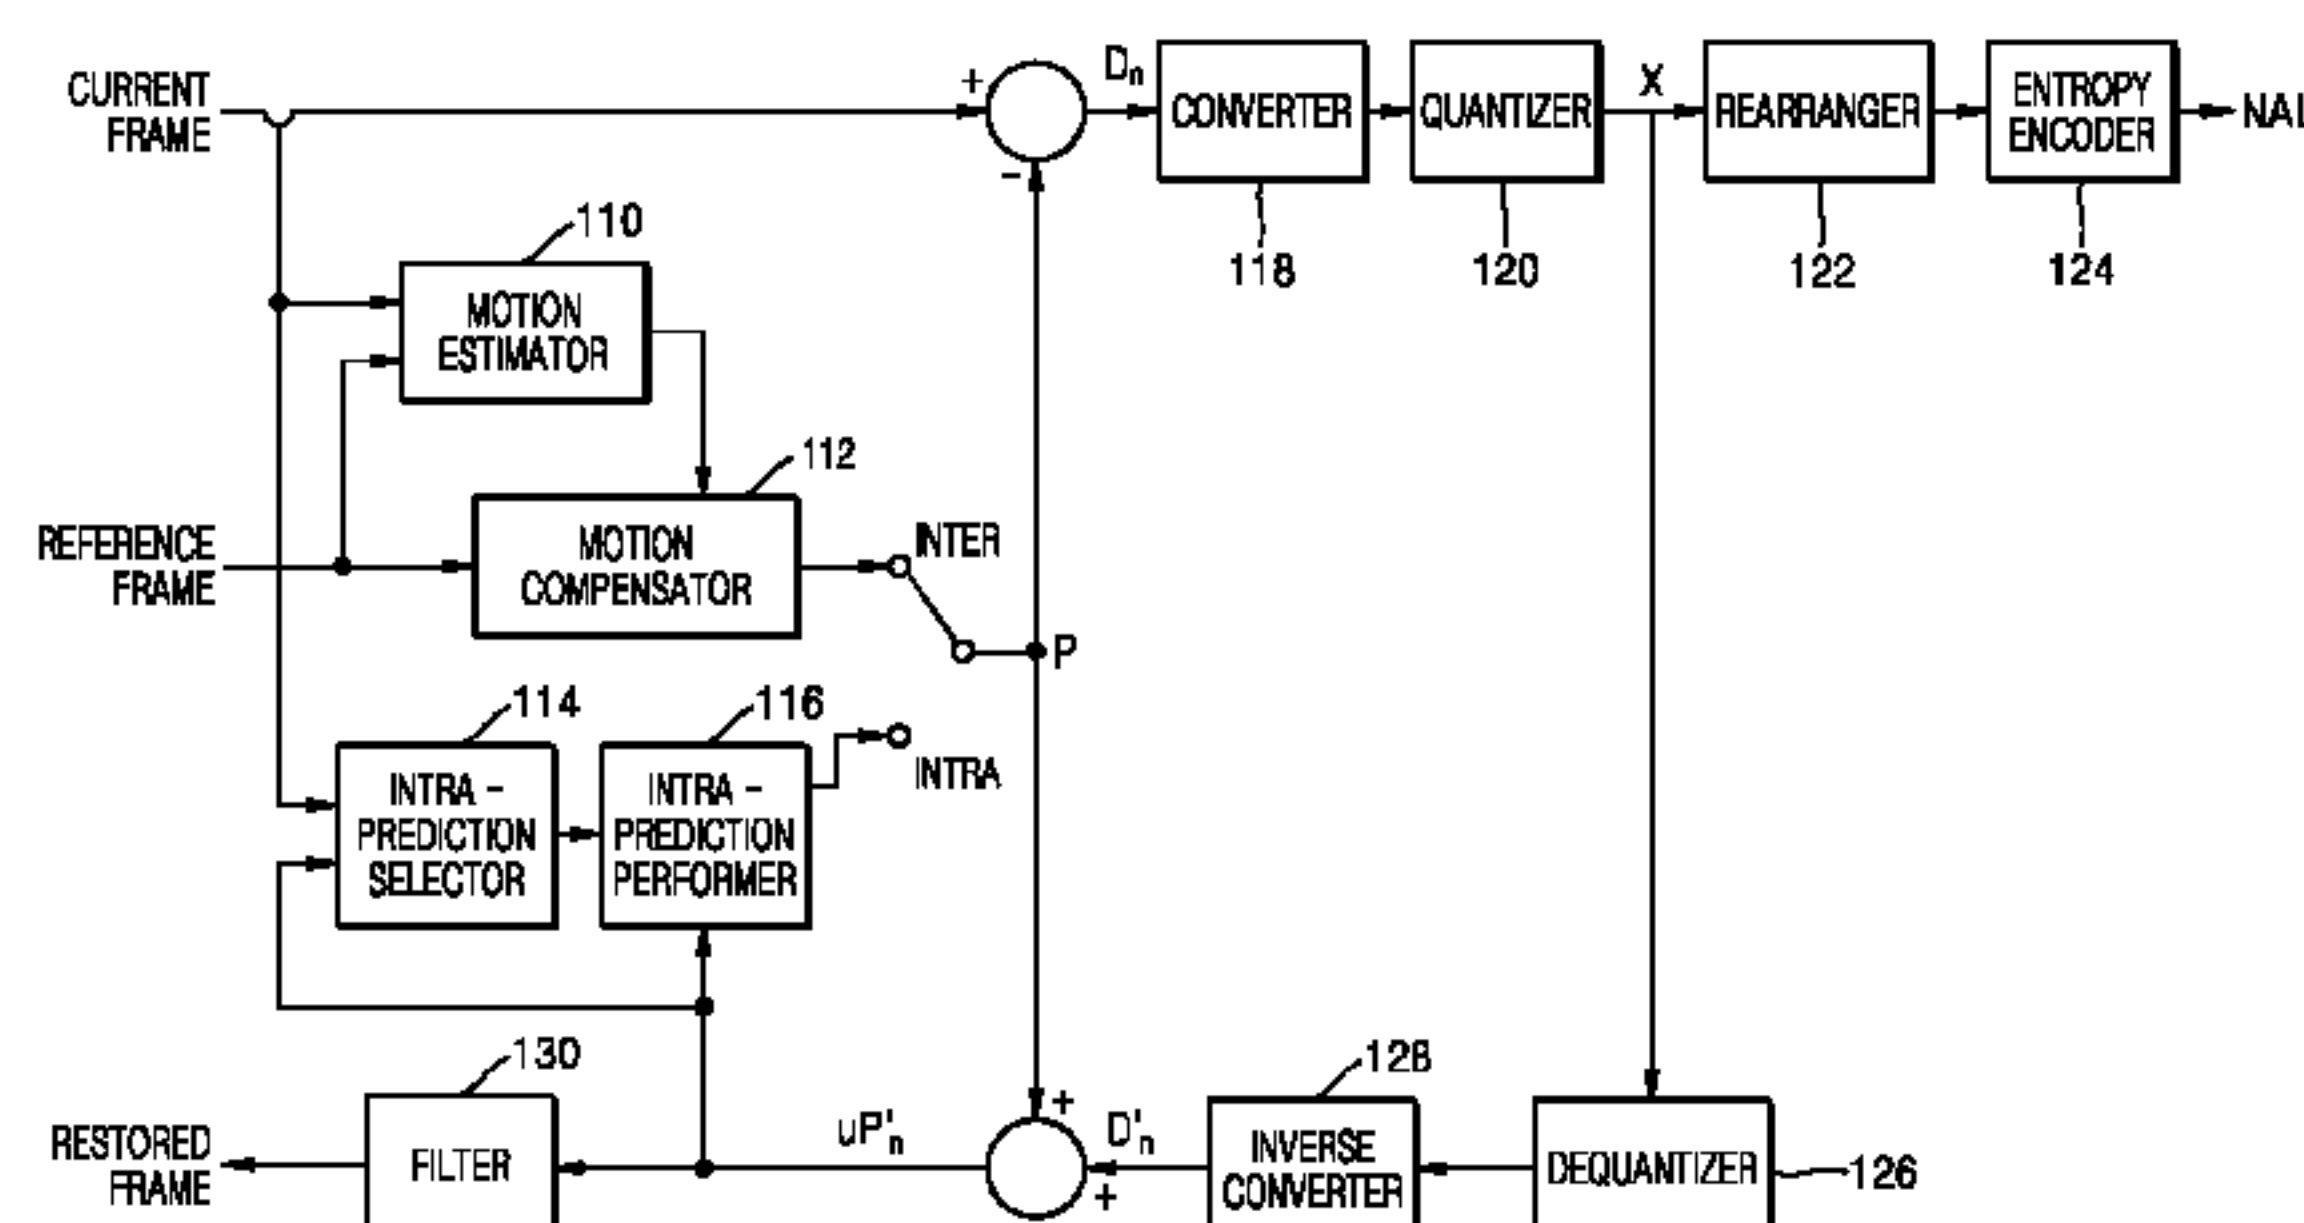 CURRENT
FRAME
+
-
Dn
CONVERTER
QUANTIZER
X
REARRANGER
ENTROPY
ENCODER
NAL
118
120
122
124
110
MOTION
ESTIMATOR
112
REFERENCE
FRAME
MOTION
COMPENSATOR
INTER
P
114
116
INTRA -
PREDICTION
SELECTOR
INTRA -
PREDICTION
PERFORMER
INTRA
130
128
RESTORED
FRAME
FILTER
uP'n
+
D'n
+
INVERSE
CONVERTER
DEQUANTIZER
126